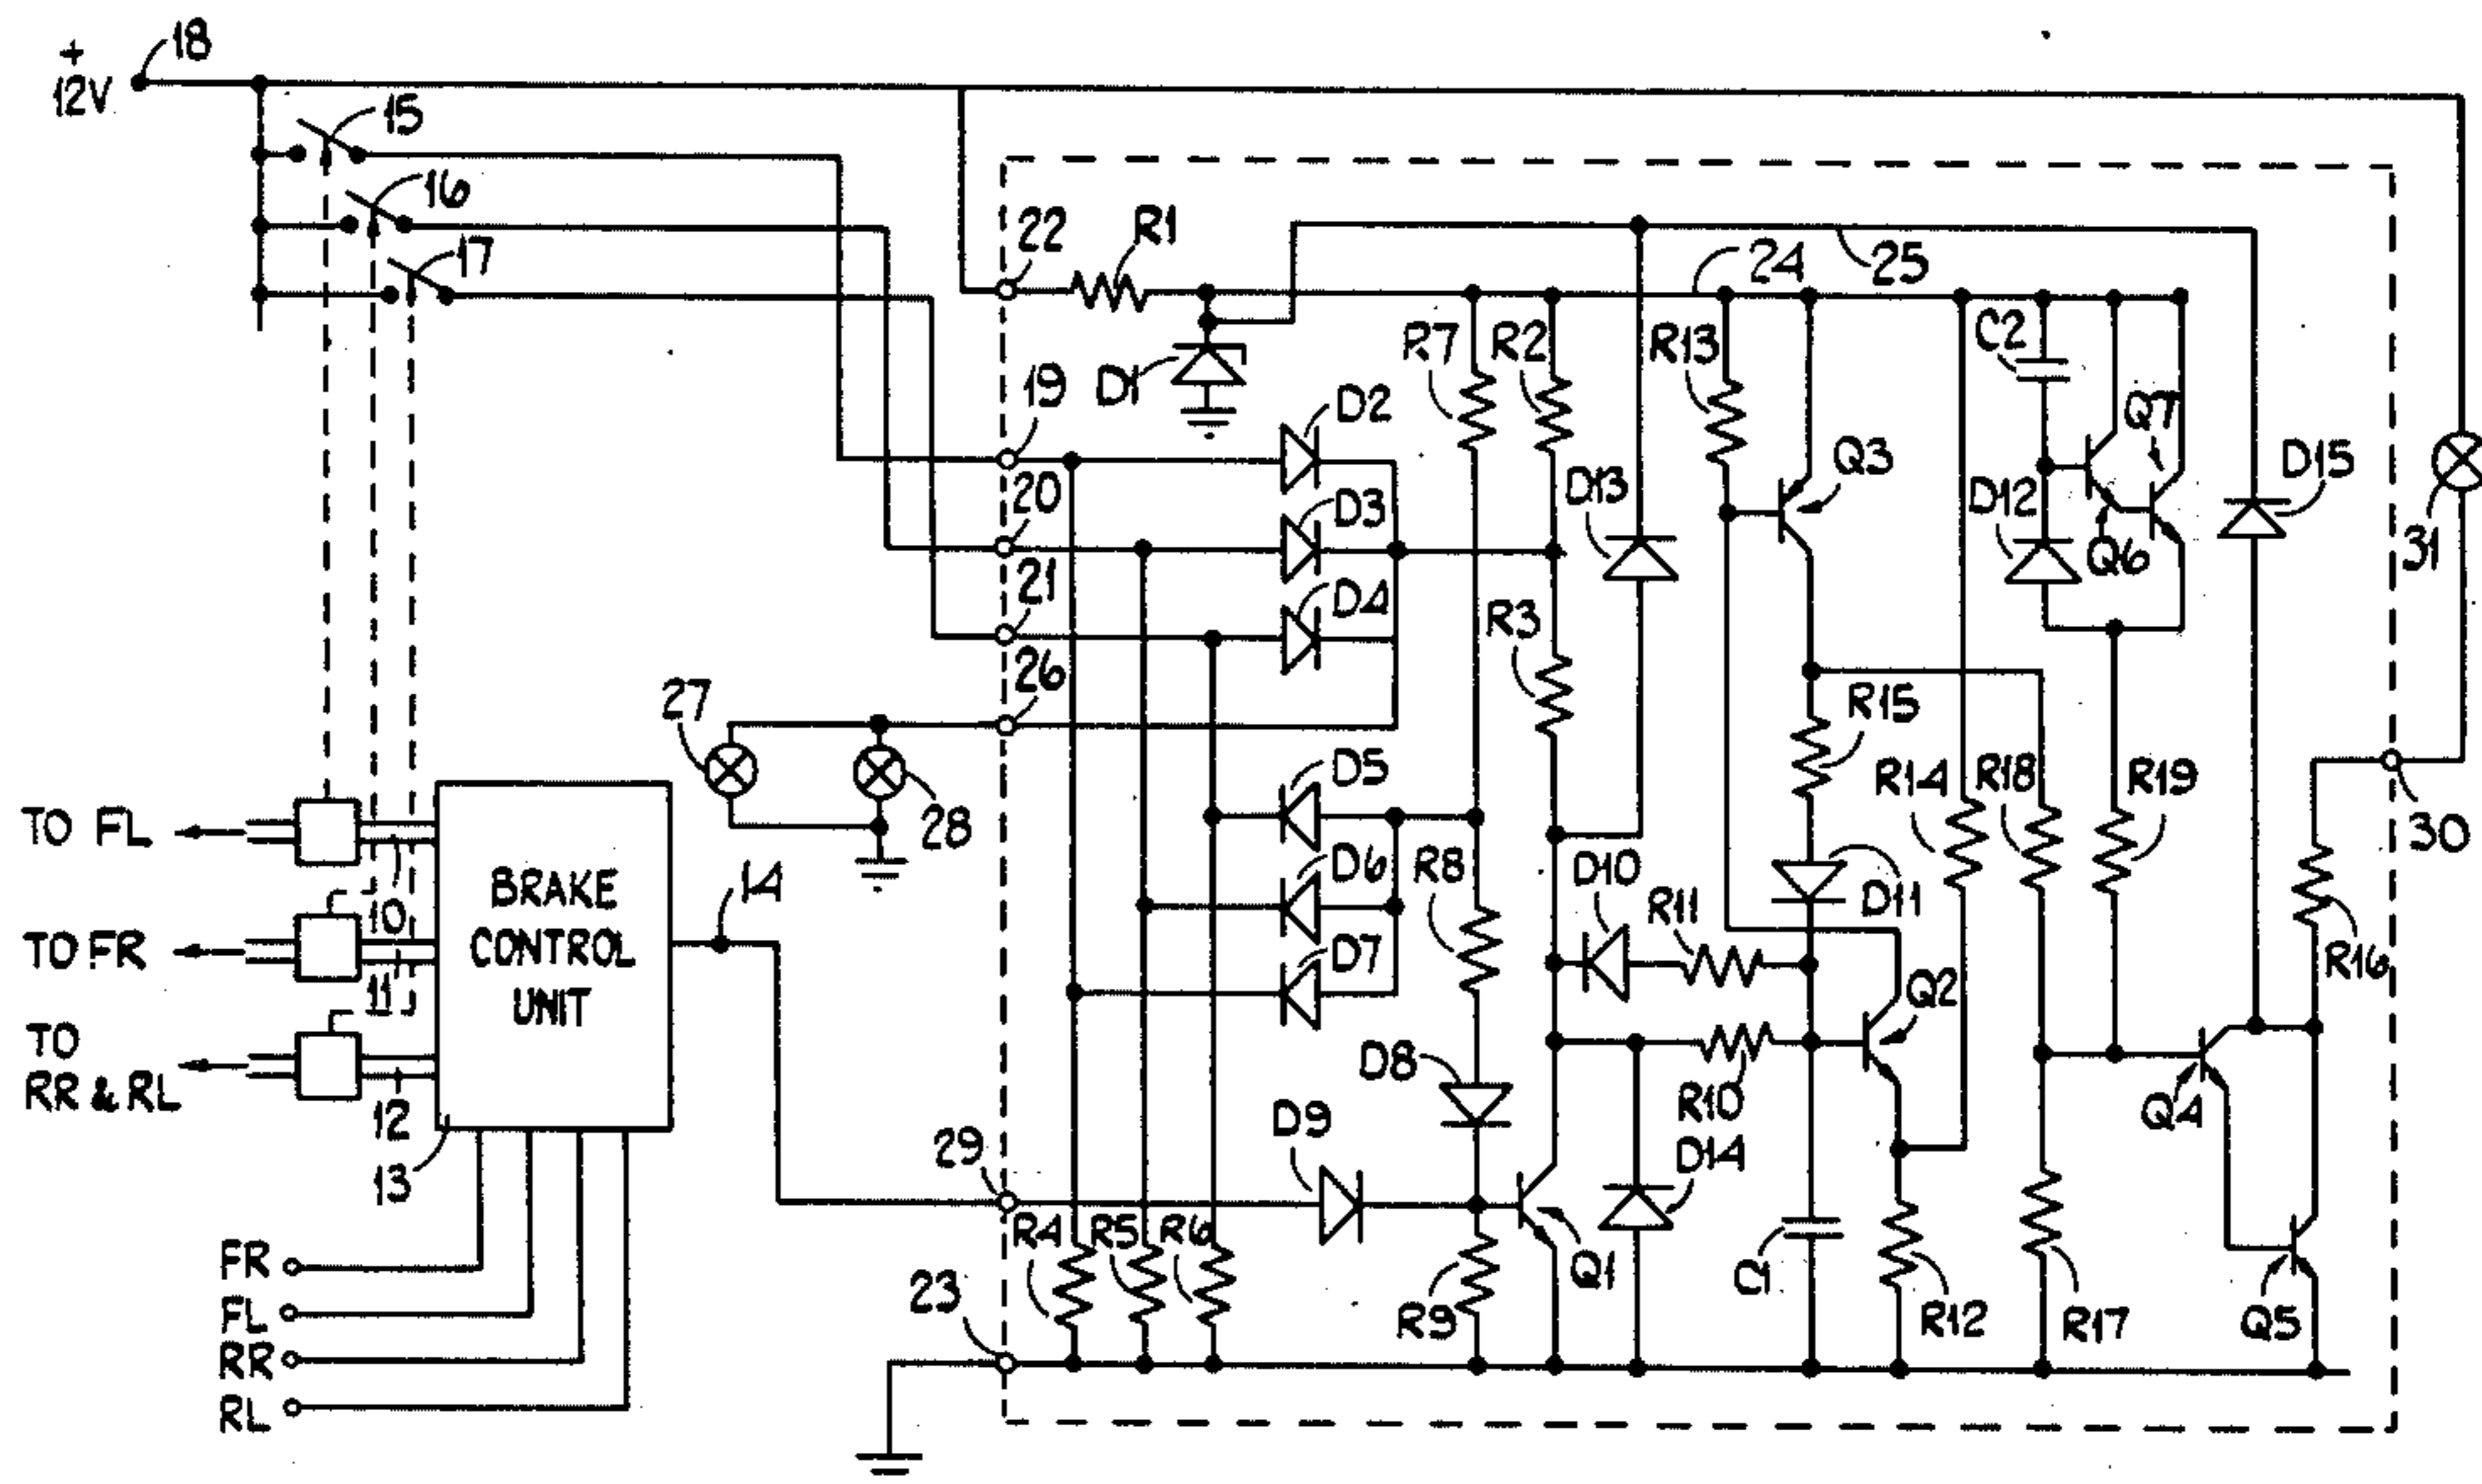 +
12V
18
15
16
17
22
R1
24
25
19
D1
R7
R2
R13
C2
Q7
D2
Q3
D15
20
D3
D13
D12
Q6
31
21
D4
R3
26
27
R15
28
D5
R14
R18
R19
30
TO FL
10
BRAKE
CONTROL
UNIT
14
D6
R8
D10
R11
D11
TO FR
11
D7
Q2
R16
TO
RR & RL
12
13
D8
R10
D9
D14
Q4
29
R4
R5
R6
Q1
C1
R9
R12
R17
Q5
23
FR
FL
RR
RL